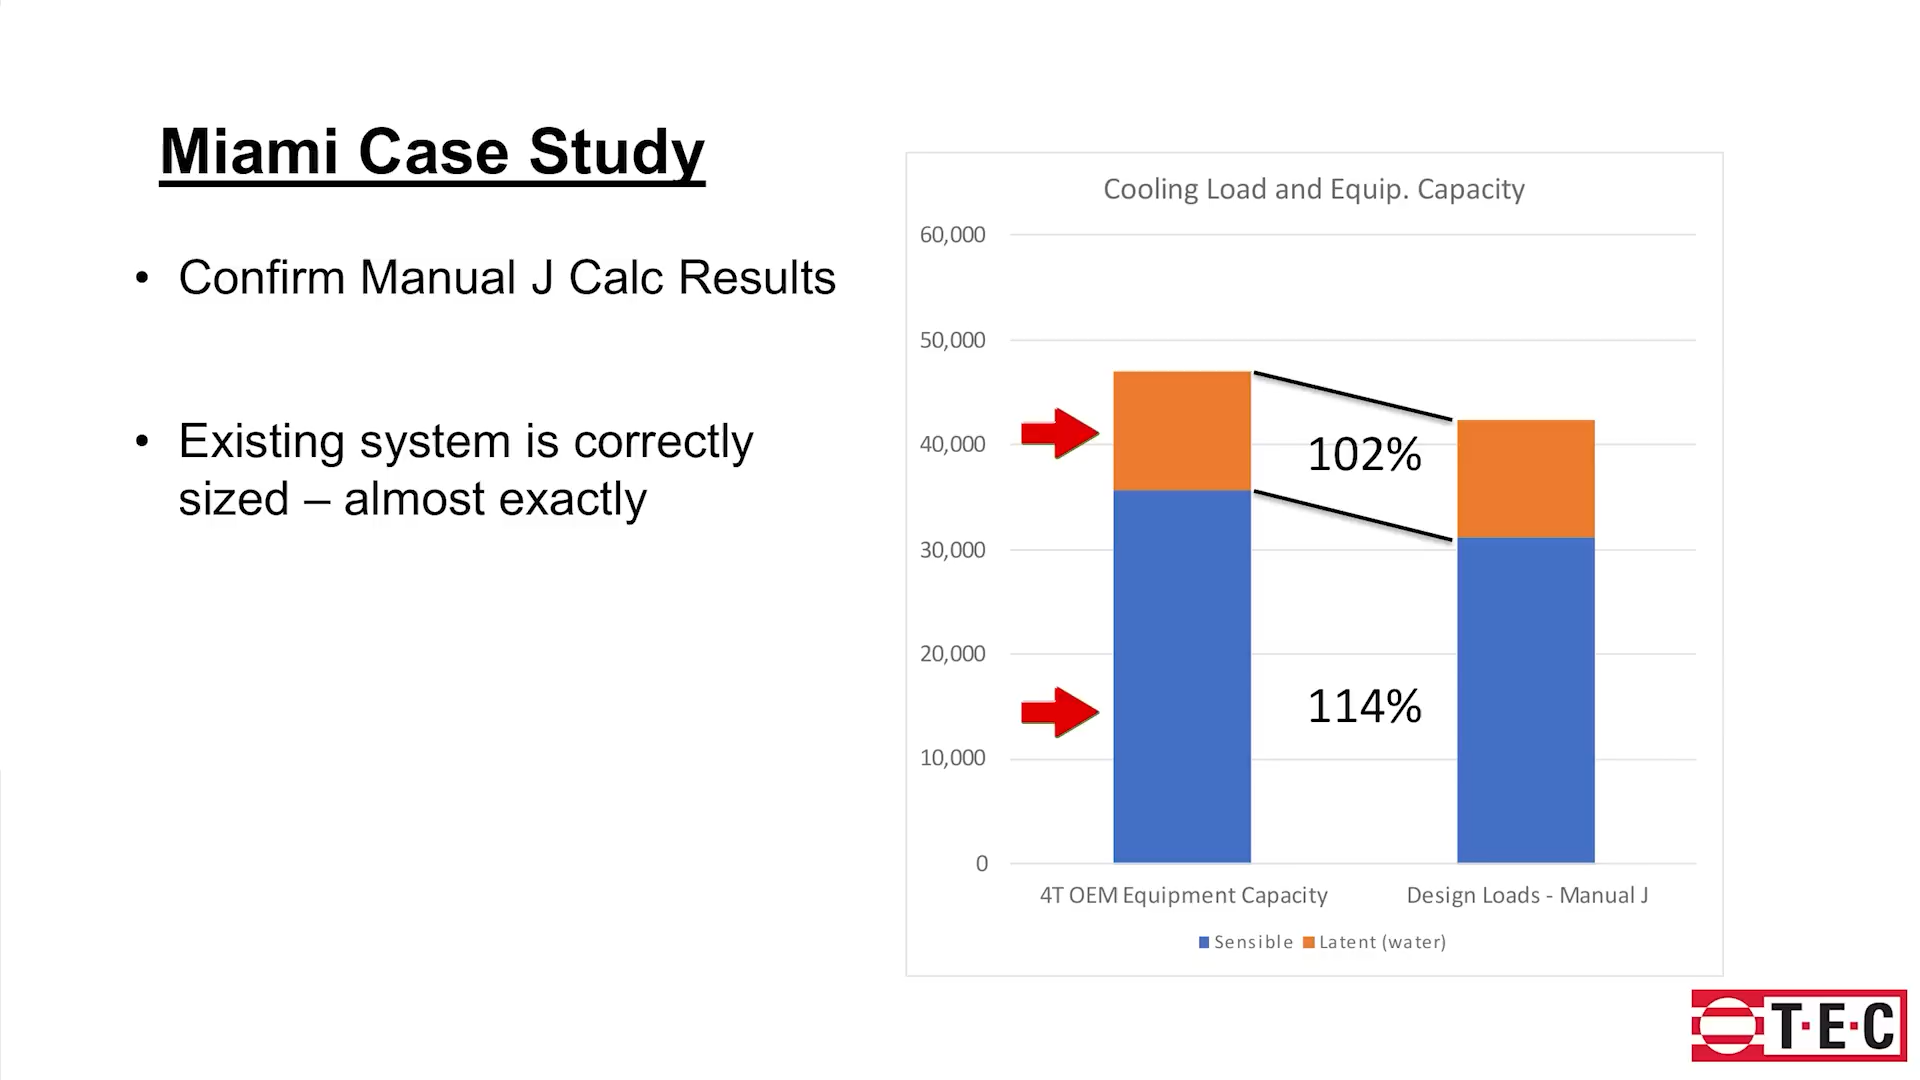 Miami Case Study
• Confirm Manual J Calc Results
• Existing system is correctly
sized – almost exactly
Cooling Load and Equip. Capacity
60,000
50,000
40,000
30,000
20,000
10,000
0
102%
114%
4T OEM Equipment Capacity
Design Loads - Manual J
Sensible
Latent (water)
T·E·C